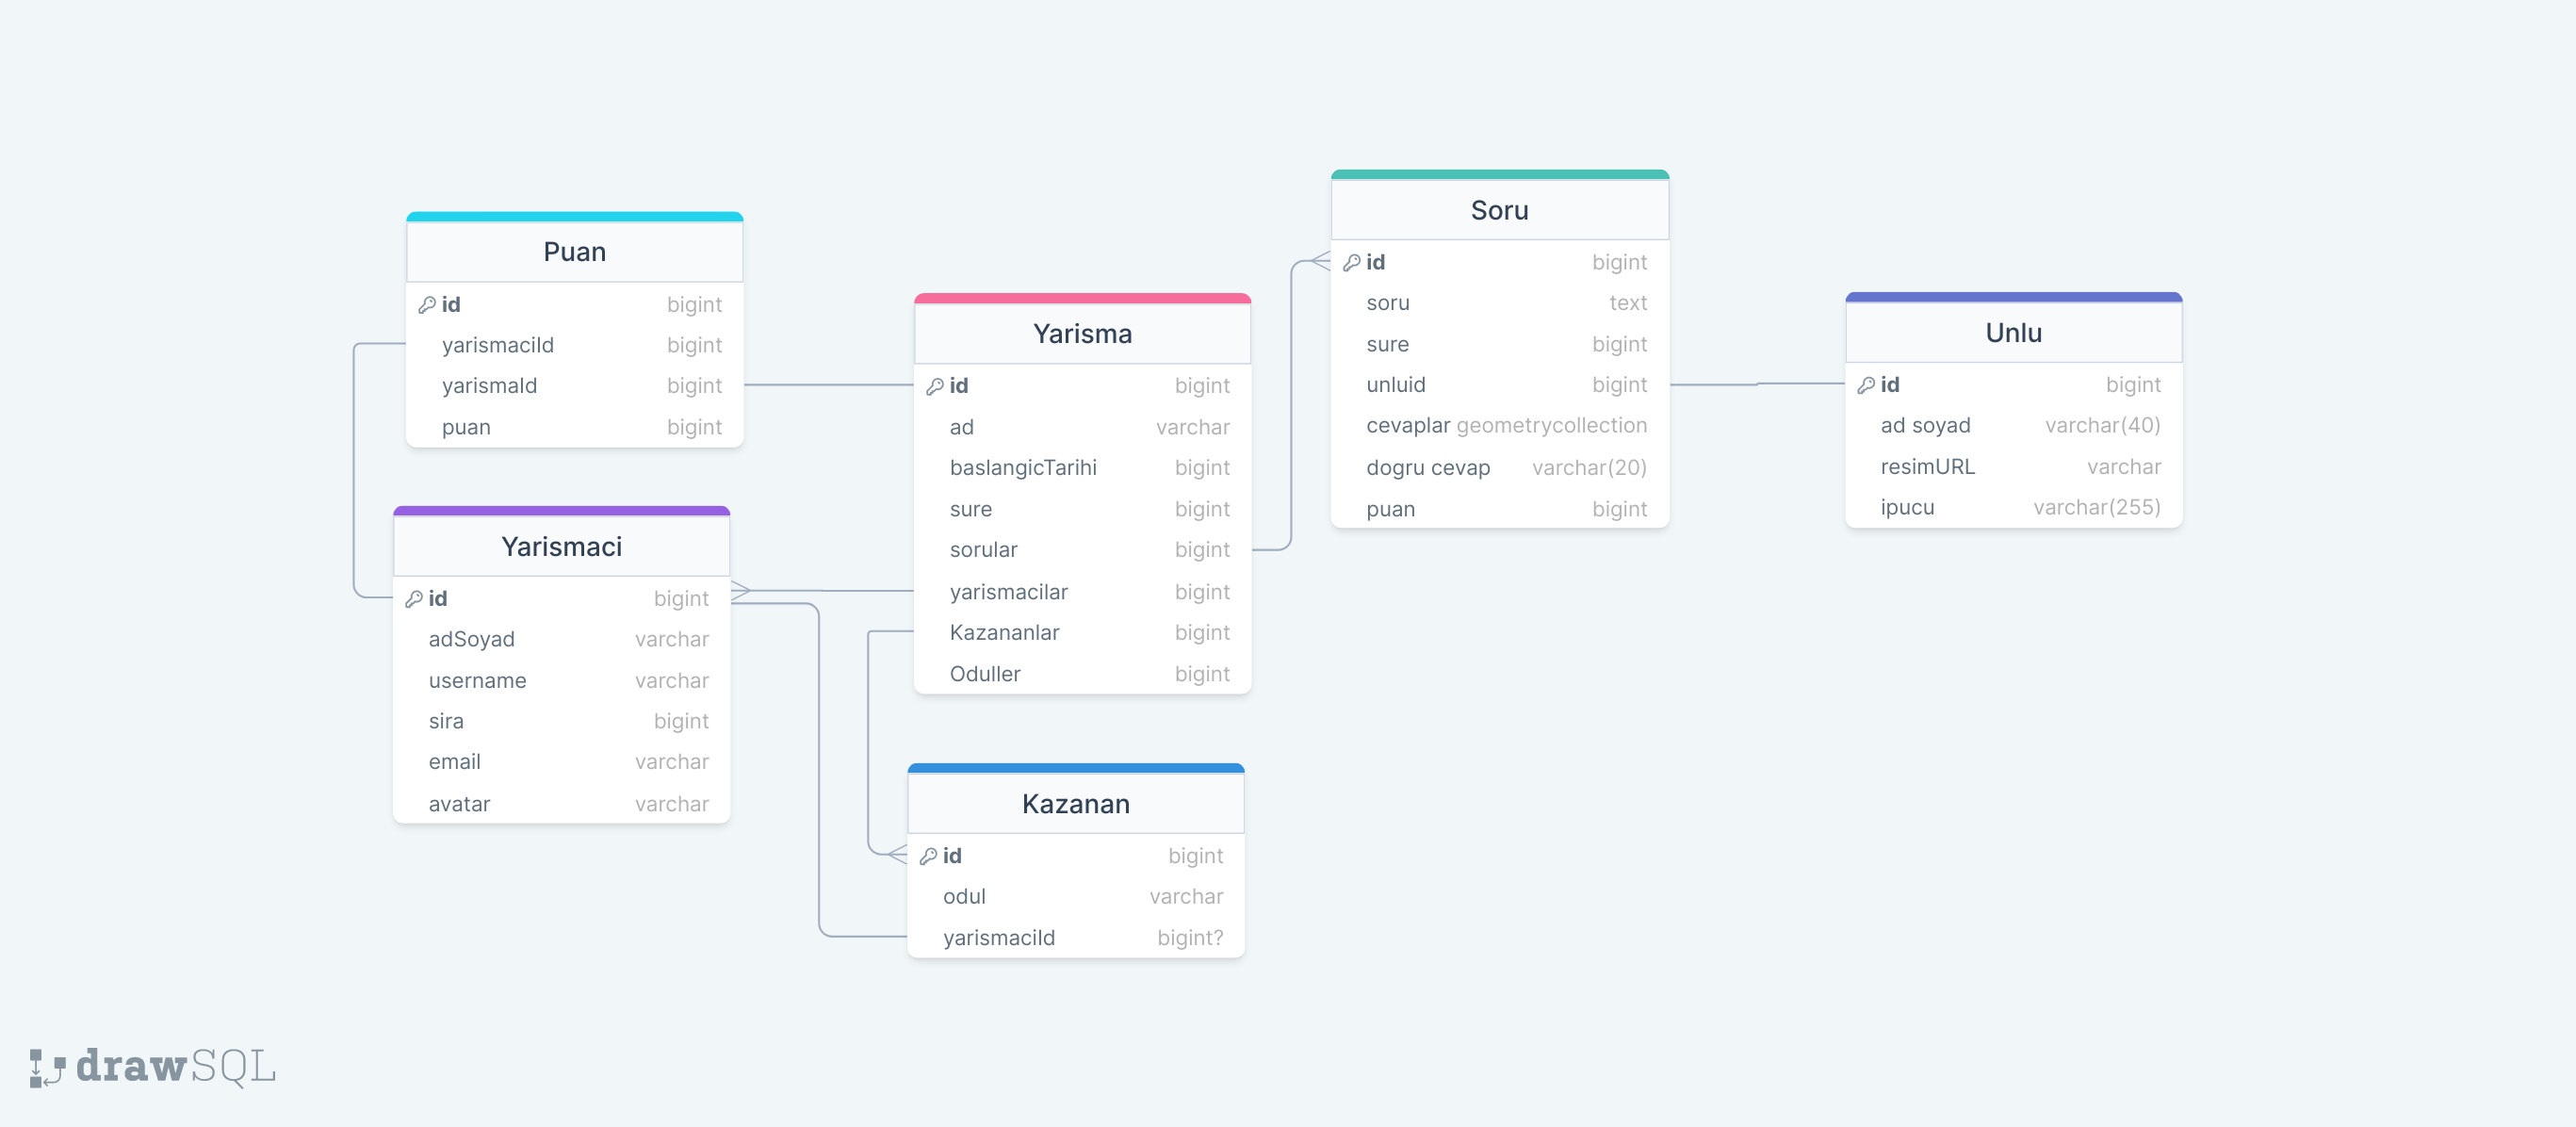 Puan
id bigint
yarismaciId bigint
yarismaId bigint
puan bigint
Yarismaci
id bigint
adSoyad varchar
username varchar
sira bigint
email varchar
avatar varchar
Yarisma
id bigint
ad varchar
baslangicTarihi bigint
sure bigint
sorular bigint
yarismacilar bigint
Kazananlar bigint
Oduller bigint
Kazanan
id bigint
odul varchar
yarismaciId bigint?
Soru
id bigint
soru text
sure bigint
unluid bigint
cevaplar geometrycollection
dogru cevap varchar(20)
puan bigint
Unlu
id bigint
ad soyad varchar(40)
resimURL varchar
ipucu varchar(255)
drawSQL